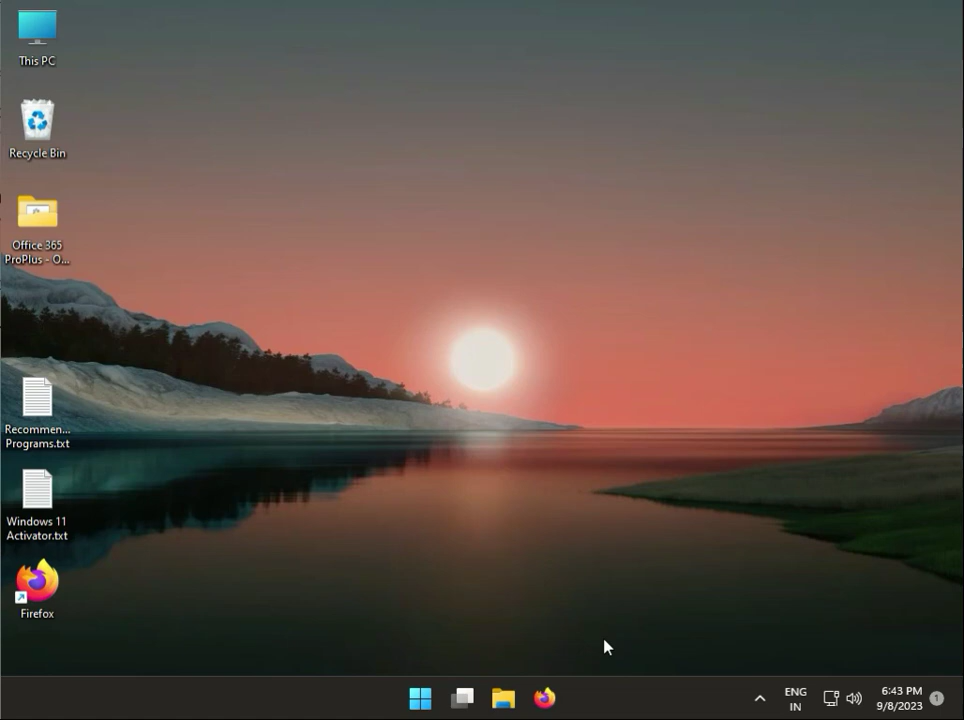 This PC
Recycle Bin
Office 365
ProPlus - O...
Recommen...
Programs.txt
Windows 11
Activator.txt
Firefox
ENG
IN
6:43 PM
9/8/2023
1